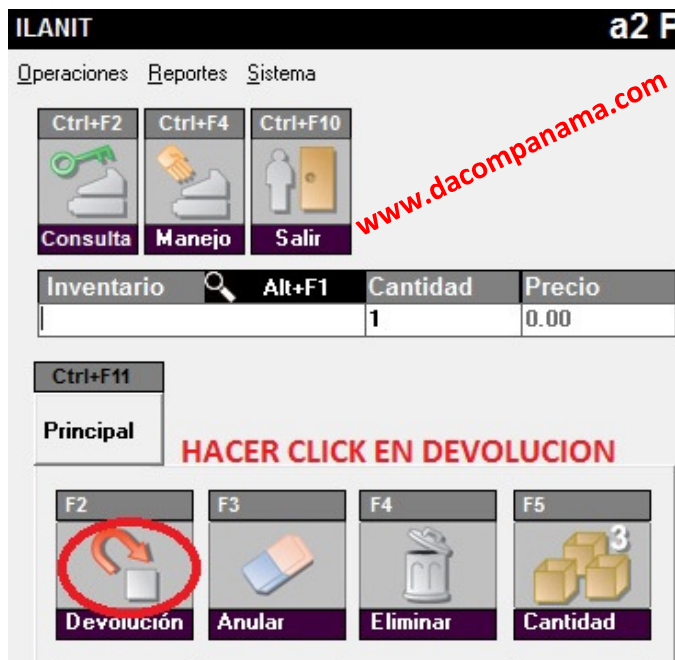 ILANIT a2 F
Operaciones Reportes Sistema
www.dacompanama.com
Ctrl+F2 Ctrl+F4 Ctrl+F10
Consulta Manejo Salir
Inventario Alt+F1 Cantidad Precio
1 0.00
Ctrl+F11
Principal
HACER CLICK EN DEVOLUCION
F2 F3 F4 F5
3
Devolución Anular Eliminar Cantidad